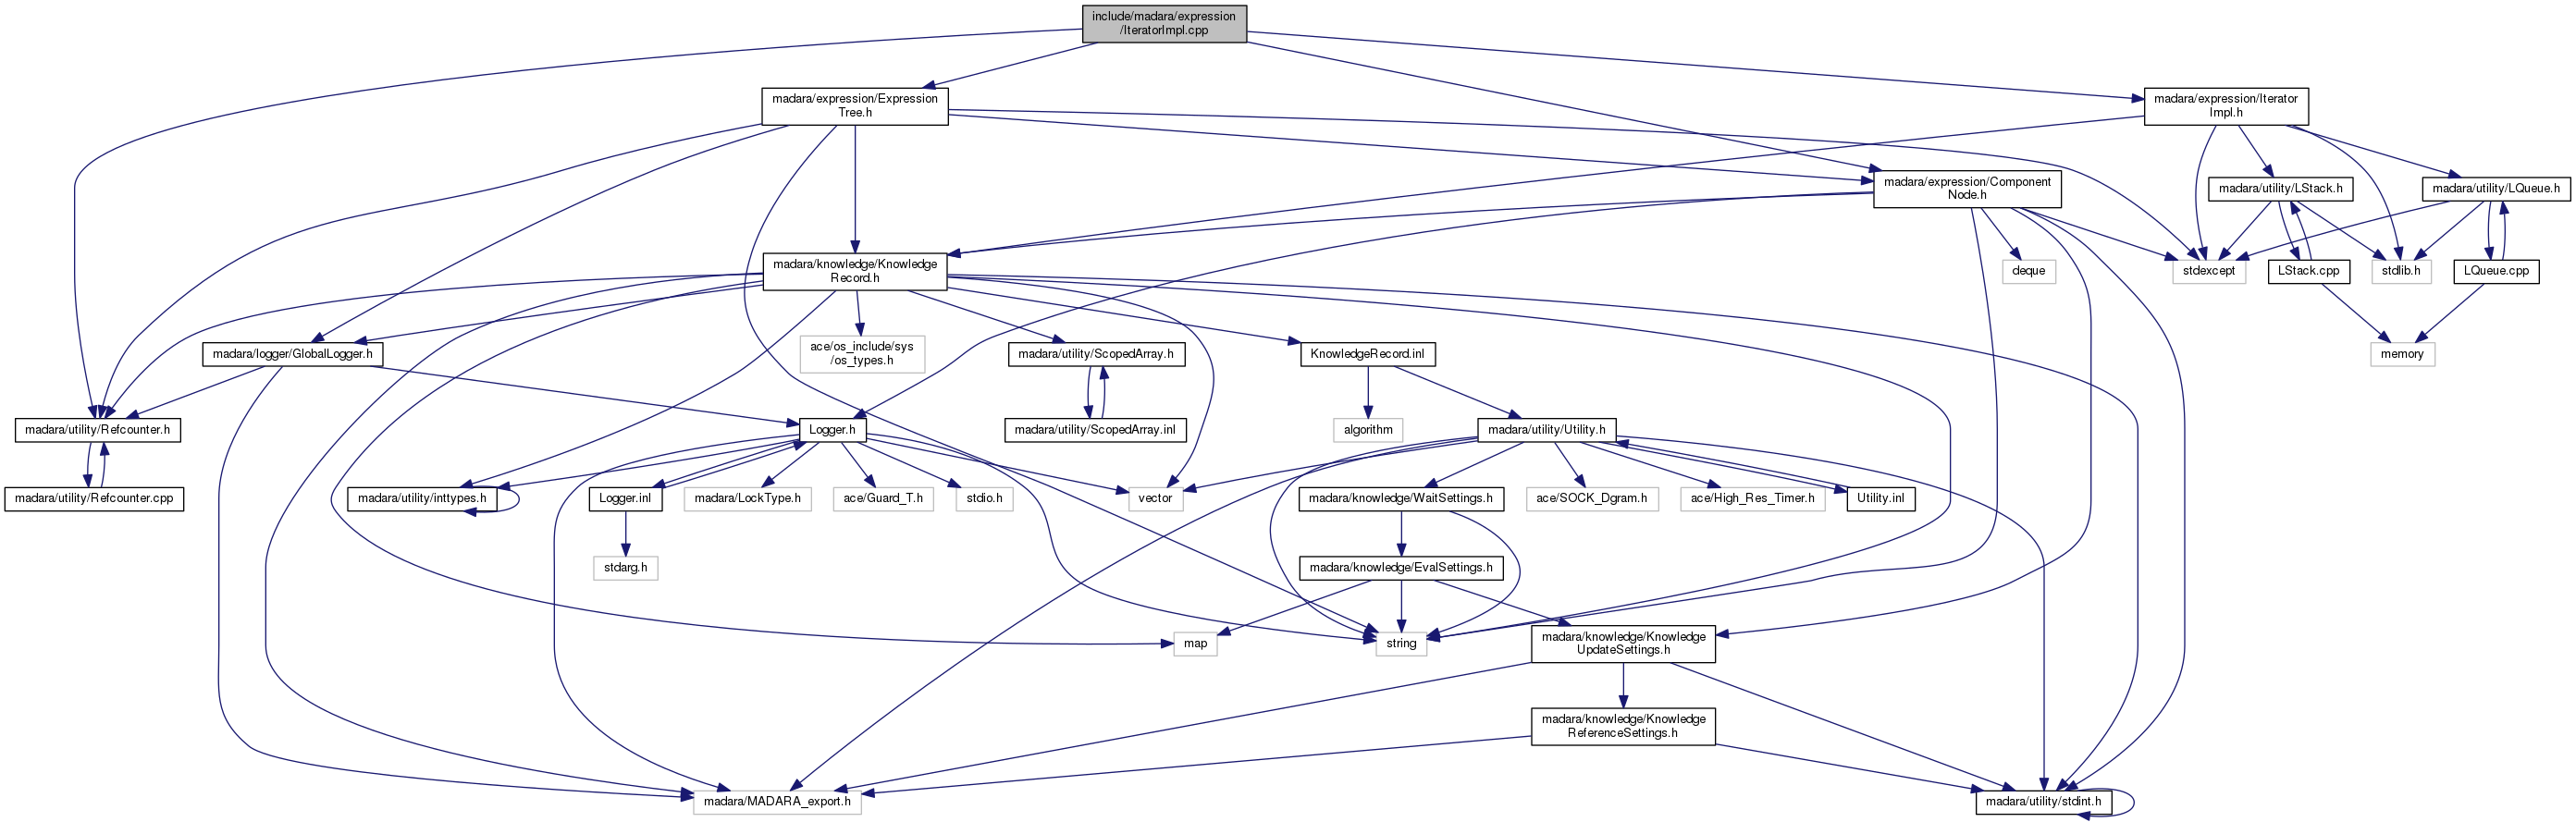 include/madara/expression
/IteratorImpl.cpp
madara/expression/Expression
Tree.h
madara/expression/Iterator
Impl.h
madara/expression/Component
Node.h
madara/utility/LStack.h
madara/utility/LQueue.h
madara/knowledge/Knowledge
Record.h
deque
stdexcept
LStack.cpp
stdlib.h
LQueue.cpp
madara/logger/GlobalLogger.h
ace/os_include/sys
/os_types.h
madara/utility/ScopedArray.h
KnowledgeRecord.inl
memory
madara/utility/Refcounter.h
Logger.h
madara/utility/ScopedArray.inl
algorithm
madara/utility/Utility.h
madara/utility/Refcounter.cpp
madara/utility/inttypes.h
Logger.inl
madara/LockType.h
ace/Guard_T.h
stdio.h
vector
madara/knowledge/WaitSettings.h
ace/SOCK_Dgram.h
ace/High_Res_Timer.h
Utility.inl
stdarg.h
madara/knowledge/EvalSettings.h
map
string
madara/knowledge/Knowledge
UpdateSettings.h
madara/knowledge/Knowledge
ReferenceSettings.h
madara/MADARA_export.h
madara/utility/stdint.h